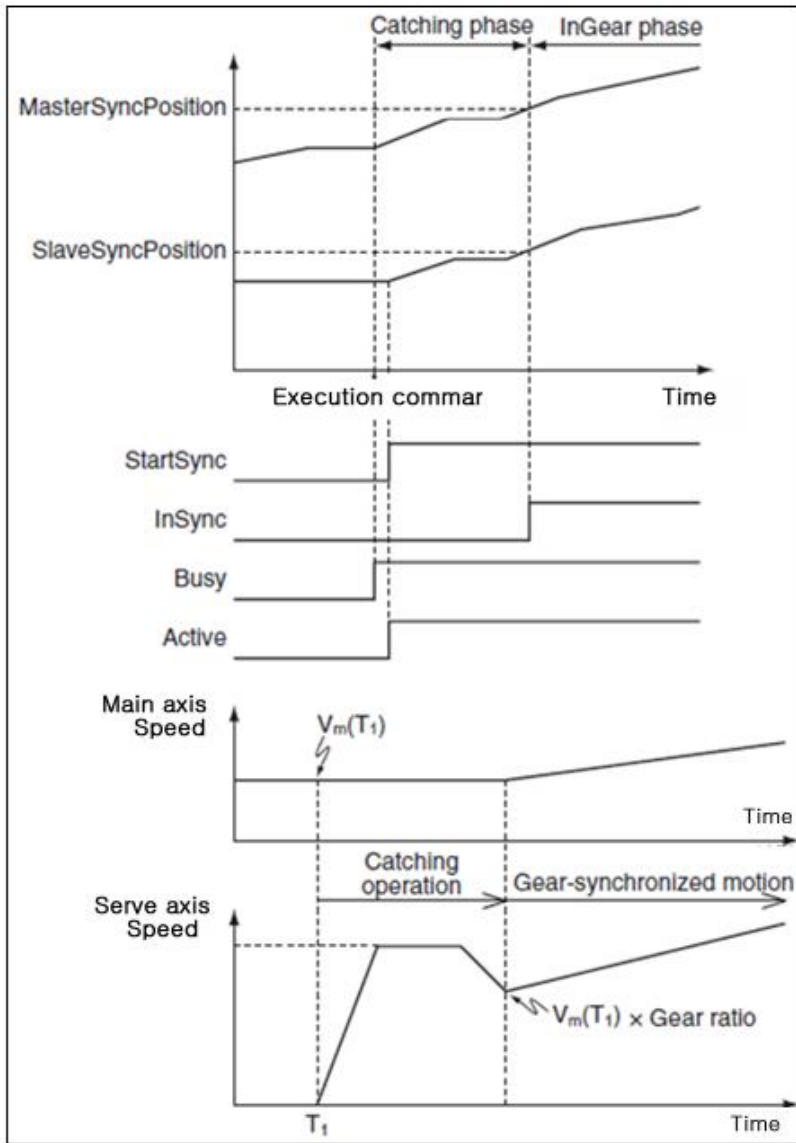 Catching phase
InGear phase
MasterSyncPosition
SlaveSyncPosition
Execution commar
Time
StartSync
InSync
Busy
Active
Main axis
Speed
Vm(T1)
Time
Catching
operation
Gear-synchronized motion
Serve axis
Speed
Vm(T1) × Gear ratio
T1
Time